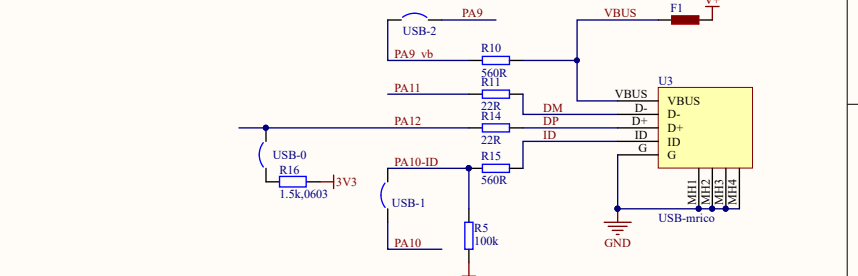 PA9
VBUS
F1
V+
USB-2
PA9_vb
R10
560R
R11
U3
PA11
22R
VBUS
VBUS
DM
D-
D-
R14
PA12
DP
D+
D+
22R
ID
ID
ID
G
G
USB-0
PA10-ID
R15
R16
3V3
560R
1.5k,0603
MH1
MH2
MH3
MH4
USB-1
USB-mrico
R5
100k
PA10
GND